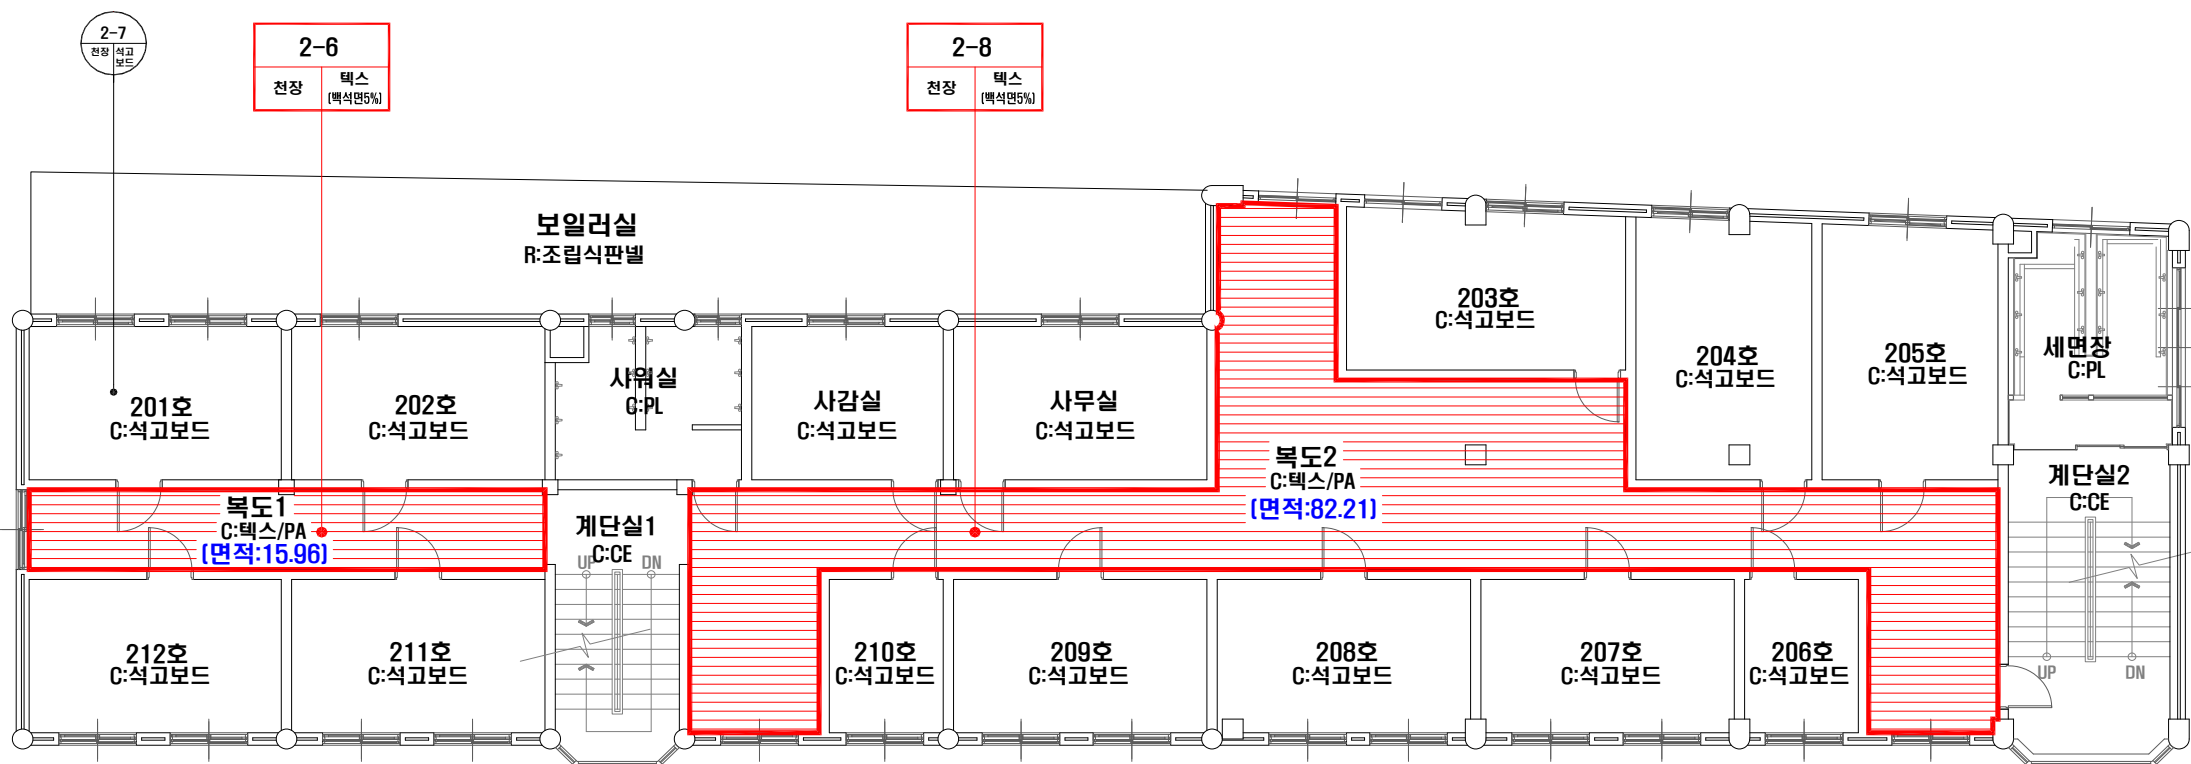 2-7
천장
석고
보드
2-6
천장
텍스
(백석면5%)
2-8
천장
텍스
(백석면5%)
보일러실
R:조립식판넬
201호
C:석고보드
202호
C:석고보드
샤워실
C:PL
사감실
C:석고보드
사무실
C:석고보드
203호
C:석고보드
204호
C:석고보드
205호
C:석고보드
세면장
C:PL
복도1
C:텍스/PA
(면적:15.96)
계단실1
C:CE
UP
DN
복도2
C:텍스/PA
(면적:82.21)
계단실2
C:CE
UP
DN
212호
C:석고보드
211호
C:석고보드
210호
C:석고보드
209호
C:석고보드
208호
C:석고보드
207호
C:석고보드
206호
C:석고보드